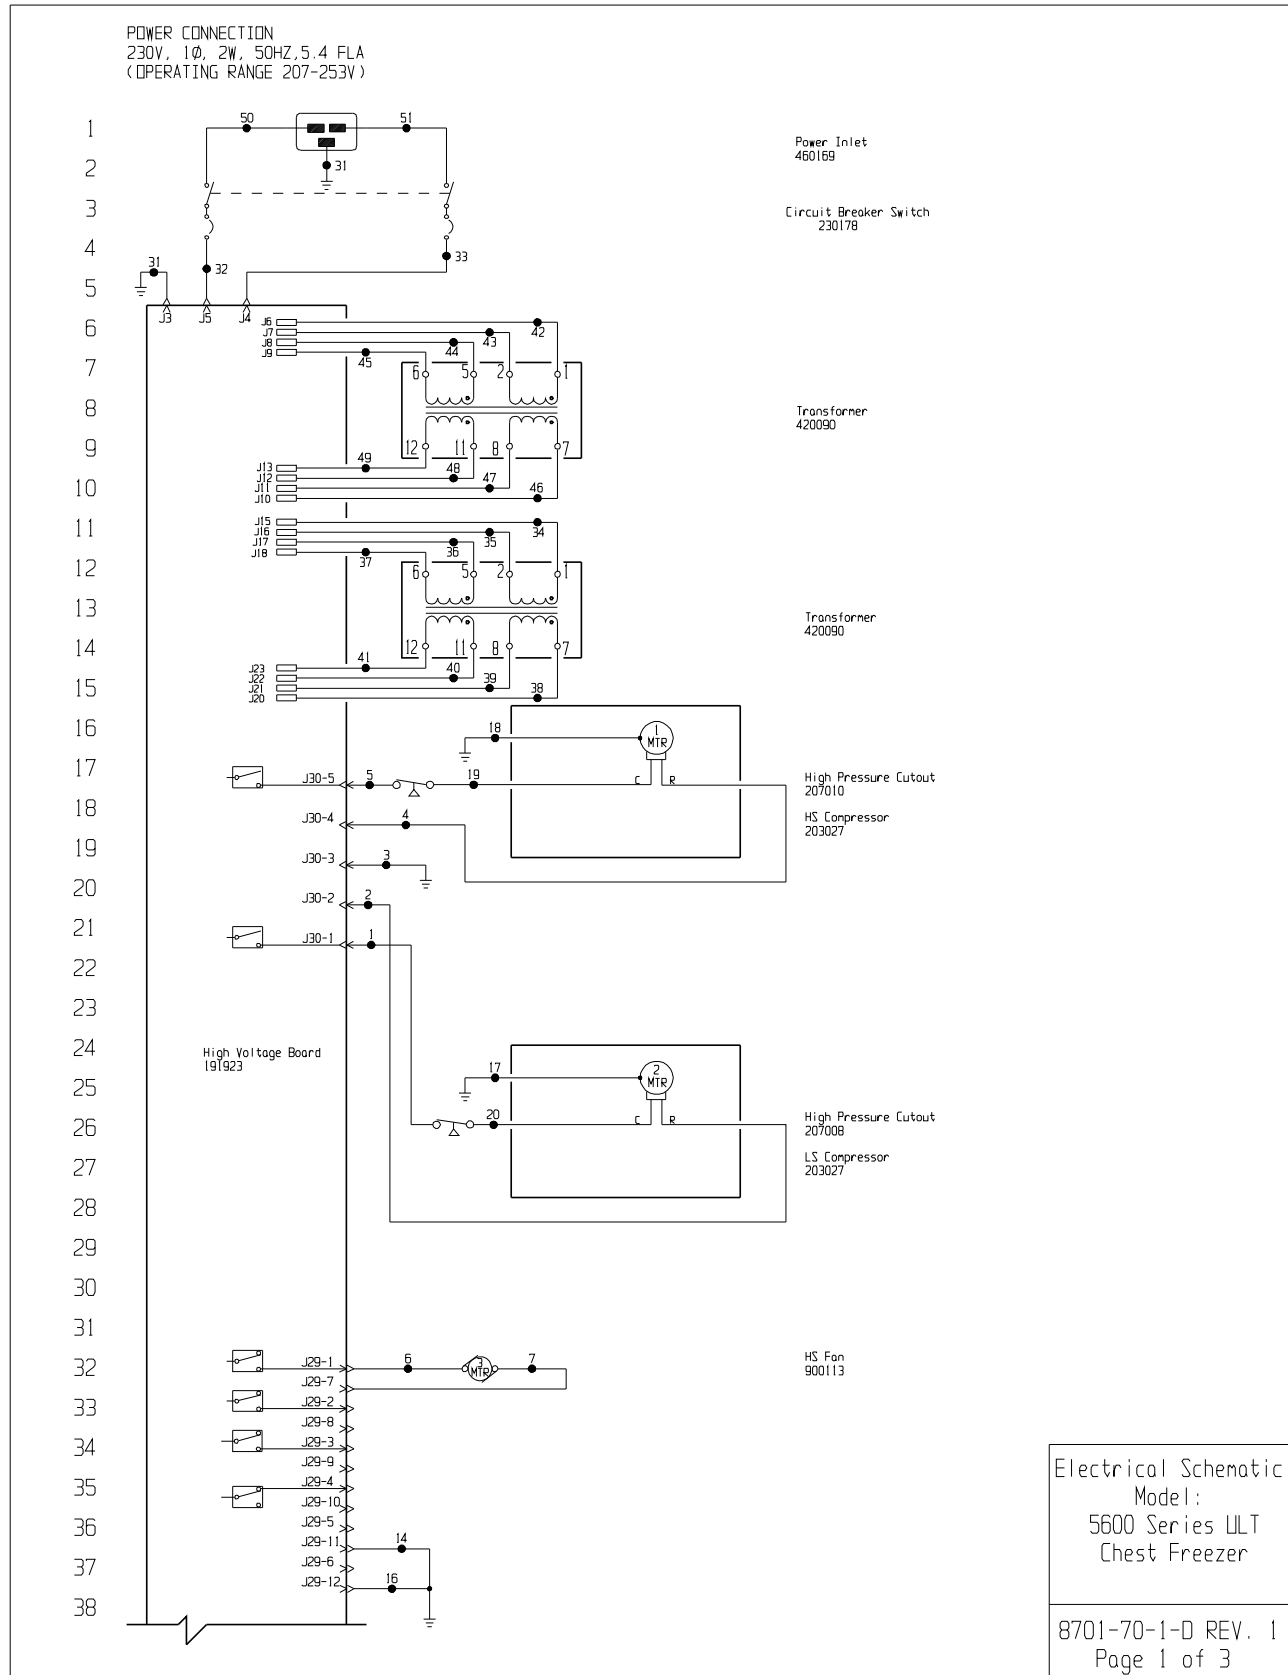 POWER CONNECTION
230V, 1Ø, 2W, 50HZ,5.4 FLA
(OPERATING RANGE 207-253V)
1
50
51
Power Inlet
460169
2
31
3
Circuit Breaker Switch
230178
4
33
31
32
5
J3
J5
J4
6
J6
42
J7
43
J8
44
J9
45
7
6
5
2
1
8
Transformer
420090
9
12
11
8
7
J13
49
J12
48
10
J11
47
J10
46
11
J15
34
J16
35
J17
36
J18
37
12
6
5
2
1
13
Transformer
420090
14
12
11
8
7
J23
41
J22
40
15
J21
39
J20
38
16
18
1
MTR
17
J30-5
5
19
C
R
High Pressure Cutout
207010
18
J30-4
4
HS Compressor
203027
19
J30-3
3
20
J30-2
2
21
J30-1
1
22
23
24
High Voltage Board
191923
25
17
2
MTR
26
20
C
R
High Pressure Cutout
207008
27
LS Compressor
203027
28
29
30
31
32
J29-1
6
3
MTR
7
HS Fan
900113
J29-7
33
J29-2
J29-8
34
J29-3
J29-9
35
J29-4
J29-10
36
J29-5
J29-11
14
37
J29-6
J29-12
16
38
Electrical Schematic
Model:
5600 Series ULT
Chest Freezer
8701-70-1-D REV. 1
Page 1 of 3